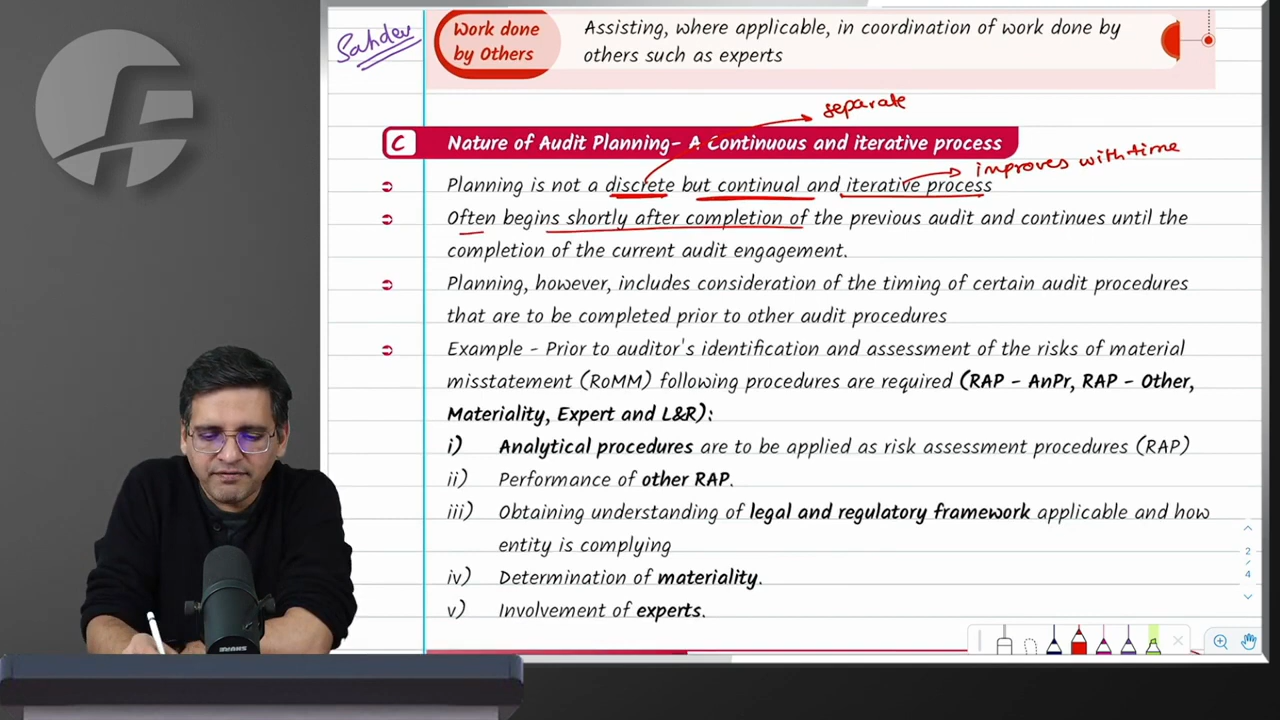 Sahdev
Work done
by Others
Assisting, where applicable, in coordination of work done by
others such as experts
separate
C
Nature of Audit Planning- A Continuous and iterative process
improves with time
Planning is not a discrete but continual and iterative process
Often begins shortly after completion of the previous audit and continues until the
completion of the current audit engagement.
Planning, however, includes consideration of the timing of certain audit procedures
that are to be completed prior to other audit procedures
Example - Prior to auditor's identification and assessment of the risks of material
misstatement (RoMM) following procedures are required (RAP - AnPr, RAP - Other,
Materiality, Expert and L&R):
i) Analytical procedures are to be applied as risk assessment procedures (RAP)
ii) Performance of other RAP.
iii) Obtaining understanding of legal and regulatory framework applicable and how
entity is complying
iv) Determination of materiality.
v) Involvement of experts.
2
/
4